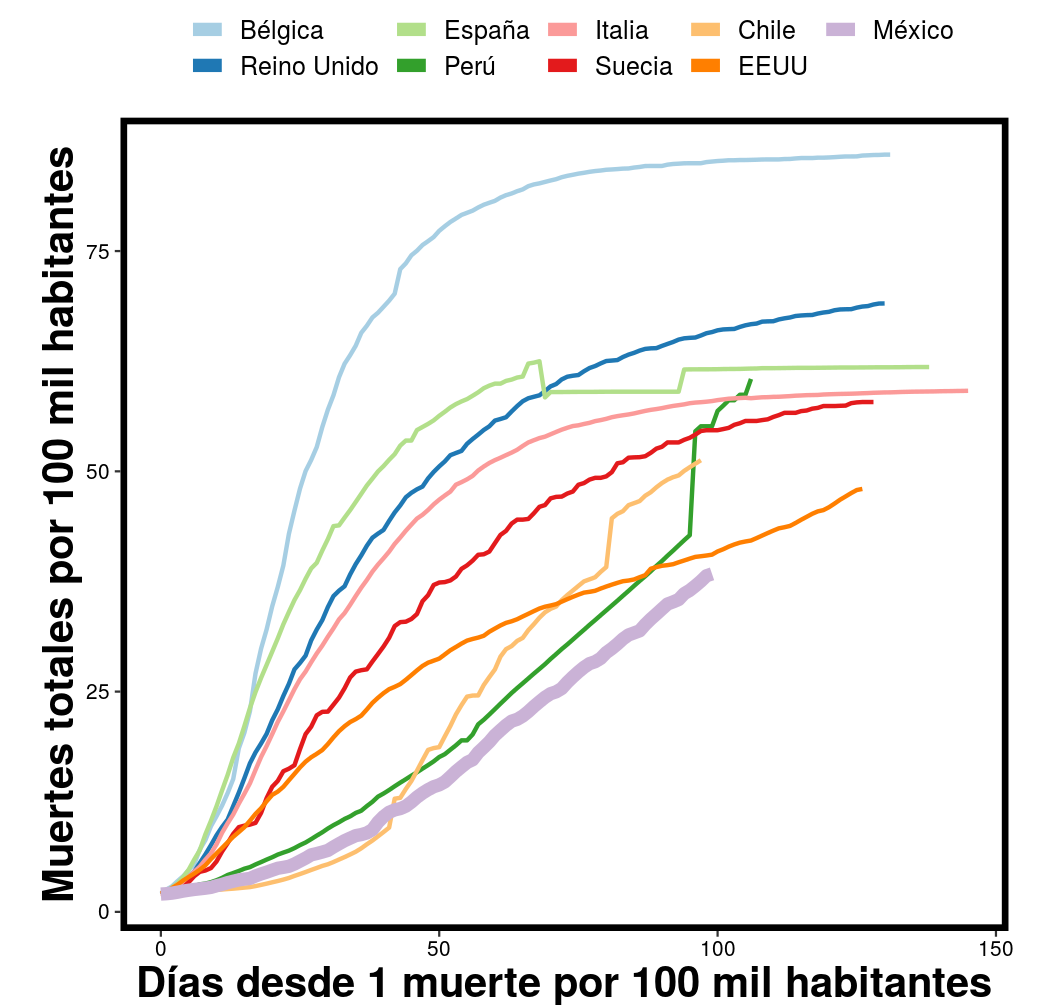 Bélgica España Italia Chile México
Reino Unido Perú Suecia EEUU
Muertes totales por 100 mil habitantes
75
50
25
0
0 50 100 150
Días desde 1 muerte por 100 mil habitantes